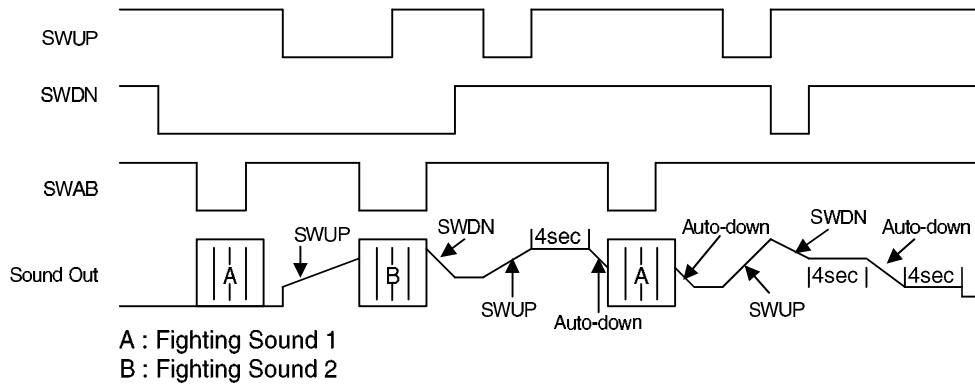 SWUP
SWDN
SWAB
Sound Out
A
SWUP
B
SWDN
SWUP
4sec
Auto-down
A
Auto-down
SWUP
SWDN
4sec
Auto-down
4sec
A : Fighting Sound 1
B : Fighting Sound 2